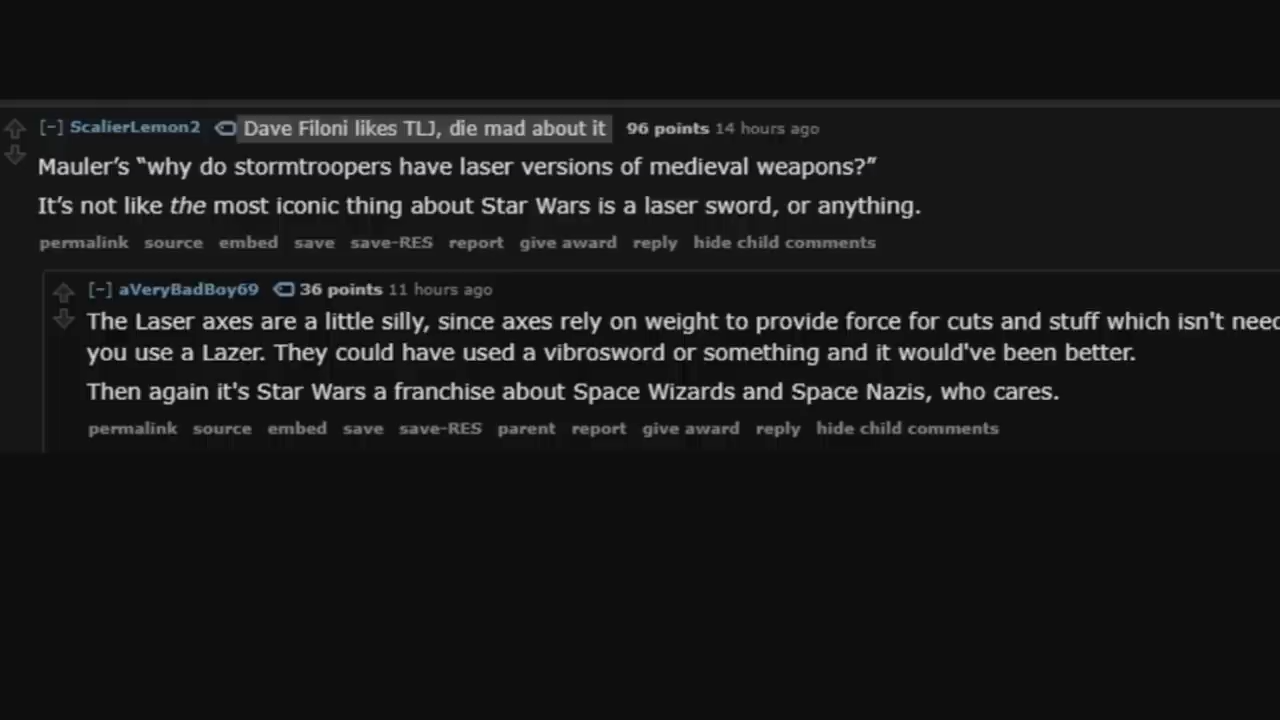 [-] ScalierLemon2 Dave Filoni likes TLJ, die mad about it 96 points 14 hours ago
Mauler’s “why do stormtroopers have laser versions of medieval weapons?”
It’s not like the most iconic thing about Star Wars is a laser sword, or anything.
permalink source embed save save-RES report give award reply hide child comments
[-] aVeryBadBoy69 36 points 11 hours ago
The Laser axes are a little silly, since axes rely on weight to provide force for cuts and stuff which isn't
you use a Lazer. They could have used a vibrosword or something and it would've been better.
Then again it's Star Wars a franchise about Space Wizards and Space Nazis, who cares.
permalink source embed save save-RES parent report give award reply hide child comments